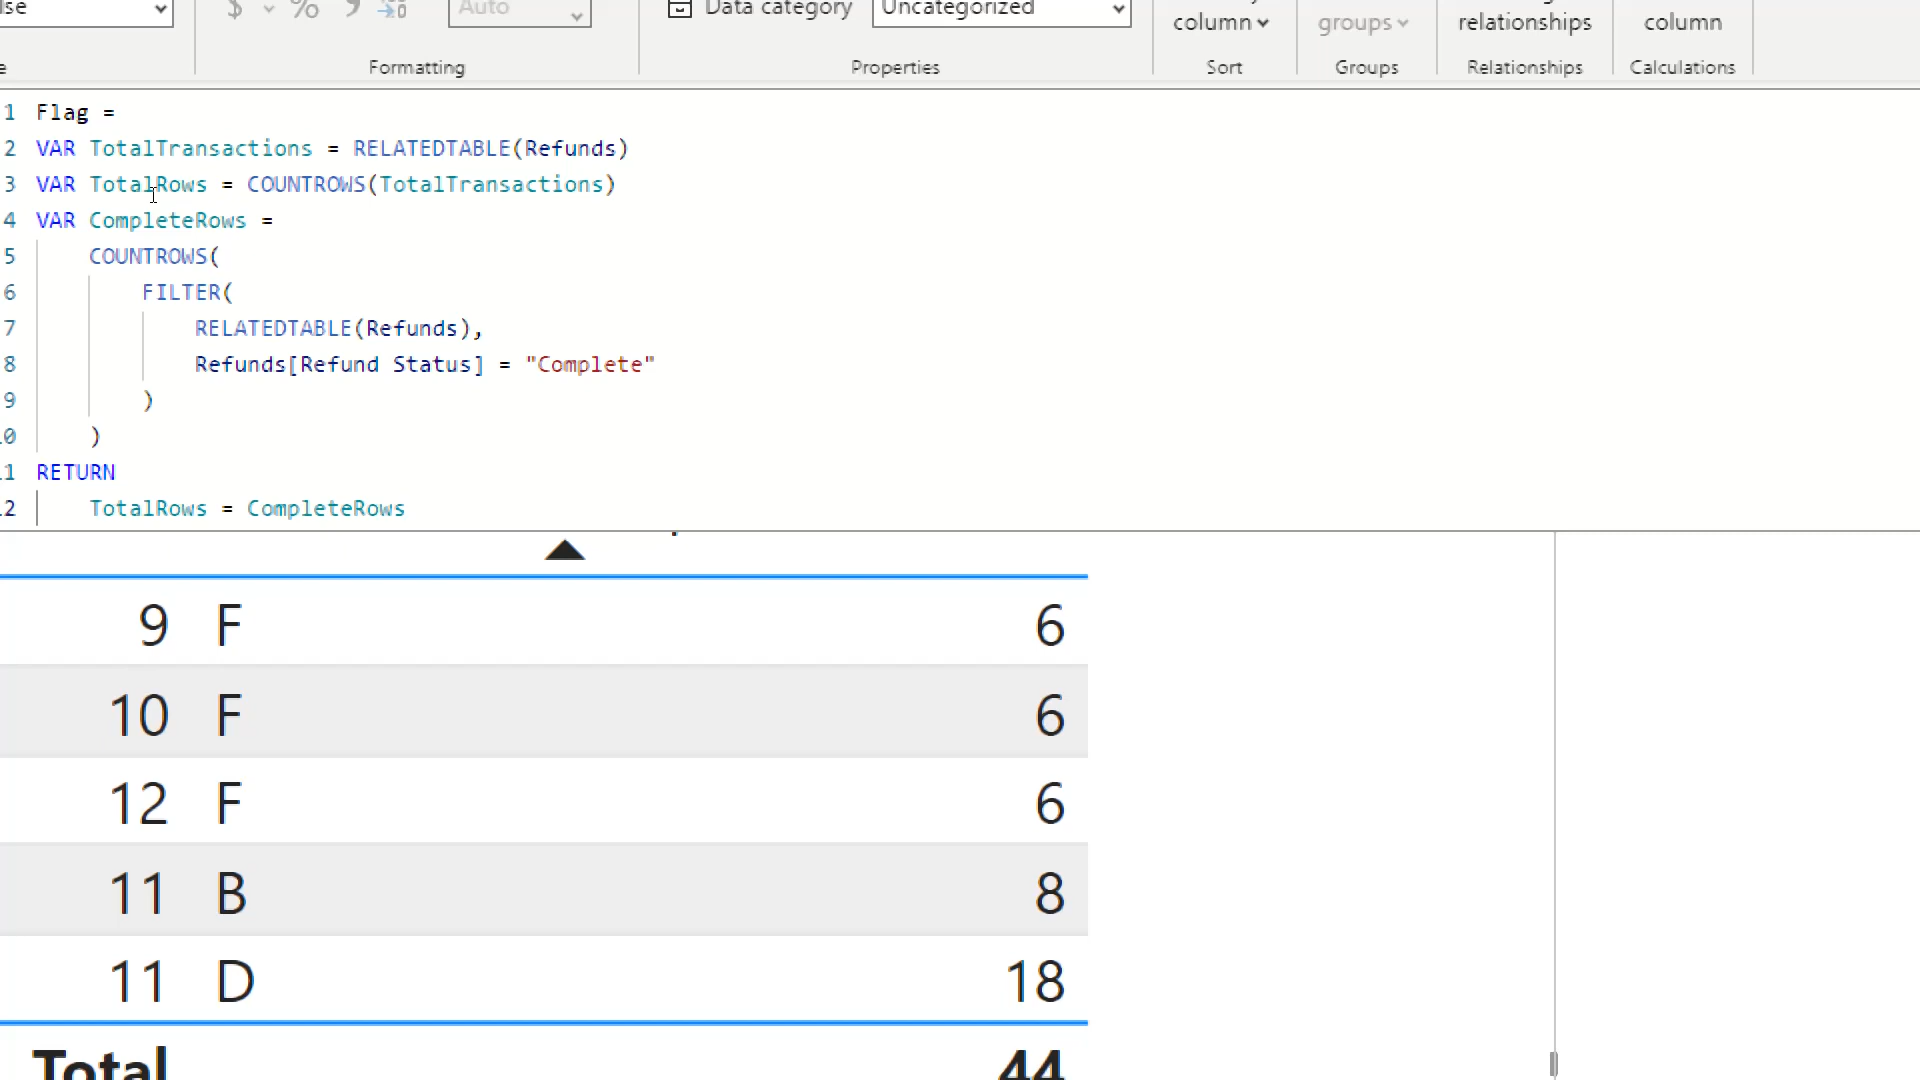 $ % Auto Data category Uncategorized
column groups relationships column
Formatting Properties Sort Groups Relationships Calculations
1 Flag =
2 VAR TotalTransactions = RELATEDTABLE(Refunds)
3 VAR TotalRows = COUNTROWS(TotalTransactions)
4 VAR CompleteRows =
5 COUNTROWS(
6 FILTER(
7 RELATEDTABLE(Refunds),
8 Refunds[Refund Status] = "Complete"
9 )
0 )
1 RETURN
2 TotalRows = CompleteRows
9 F 6
10 F 6
12 F 6
11 B 8
11 D 18
Total 44